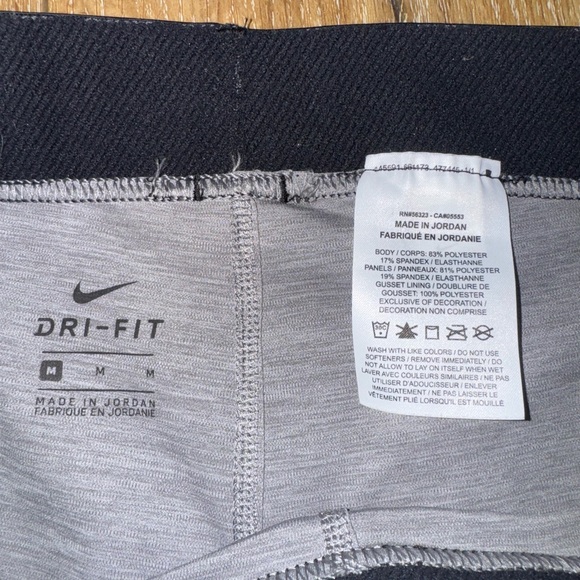 DRI-FIT
M M M
MADE IN JORDAN
FABRIQUÉ EN JORDANIE
RN#56323 - CA#05553
MADE IN JORDAN
FABRIQUÉ EN JORDANIE
BODY / CORPS: 83% POLYESTER
17% SPANDEX / ELASTHANNE
PANELS / PANNEAUX: 81% POLYESTER
19% SPANDEX / ELASTHANNE
GUSSET LINING / DOUBLURE DE
GOUSSET: 100% POLYESTER
EXCLUSIVE OF DECORATION /
DECORATION NON COMPRISE
WASH WITH LIKE COLORS / DO NOT USE
SOFTENERS / REMOVE IMMEDIATELY / DO
NOT ALLOW TO LAY ON ITSELF WHEN WET
LAVER AVEC COULEURS SIMILAIRES / NE PAS
UTILISER D'ADOUCISSEUR / ENLEVER
IMMÉDIATEMENT / NE PAS LAISSER LE
VÊTEMENT PLIÉ LORSQU'IL EST MOUILLÉ